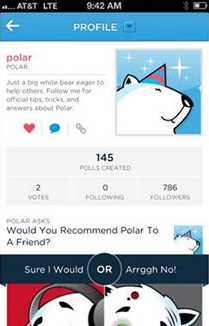 AT&T LTE 9:42 AM
PROFILE
polar
POLAR
Just a big white bear eager to
help others. Follow me for
official tips, tricks, and
answers about Polar.
145
POLLS CREATED
2 0 786
VOTES FOLLOWING FOLLOWERS
POLAR ASKS
Would You Recommend Polar To
A Friend?
Sure I Would OR Arrggh No!